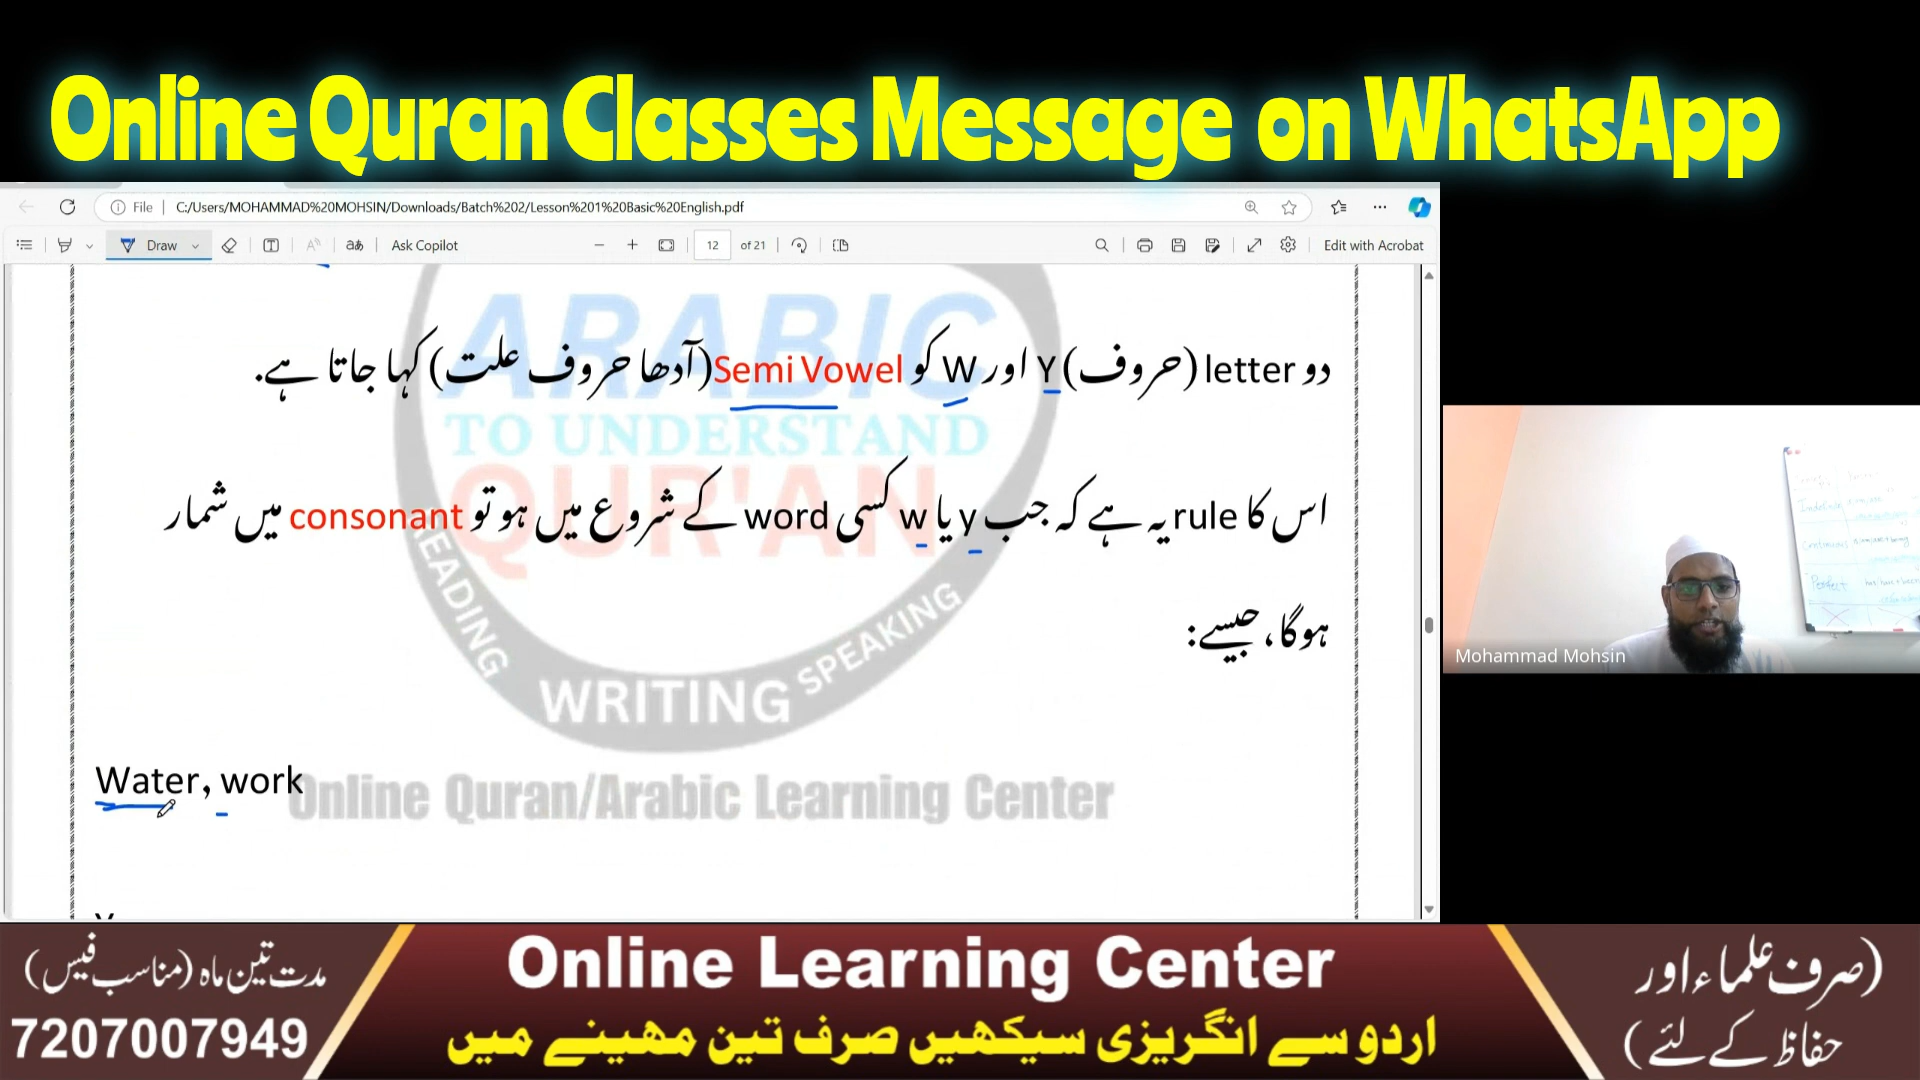 Online Quran Classes Message on WhatsApp
File C:/Users/MOHAMMAD%20MOHSIN/Downloads/Batch%202/Lesson%201%20Basic%20English.pdf
Draw Ask Copilot 12 of 21 Edit with Acrobat
ARABIC
دو letter (حروف) Y اور W کو Semi Vowel (آدھا حروف علت) کہا جاتا ہے.
TO UNDERSTAND
QUR'AN
اس کا rule یہ ہے کہ جب y یا w کسی word کے شروع میں ہو تو consonant میں شمار
ہوگا، جیسے:
READING WRITING SPEAKING
Water, work
Online Quran/Arabic Learning Center
Mohammad Mohsin
Perfect
مدت تین ماہ (مناسب فیس)
7207007949
Online Learning Center
اردو سے انگریزی سیکھیں صرف تین مہینے میں
(صرف علماء اور
حفاظ کے لئے)